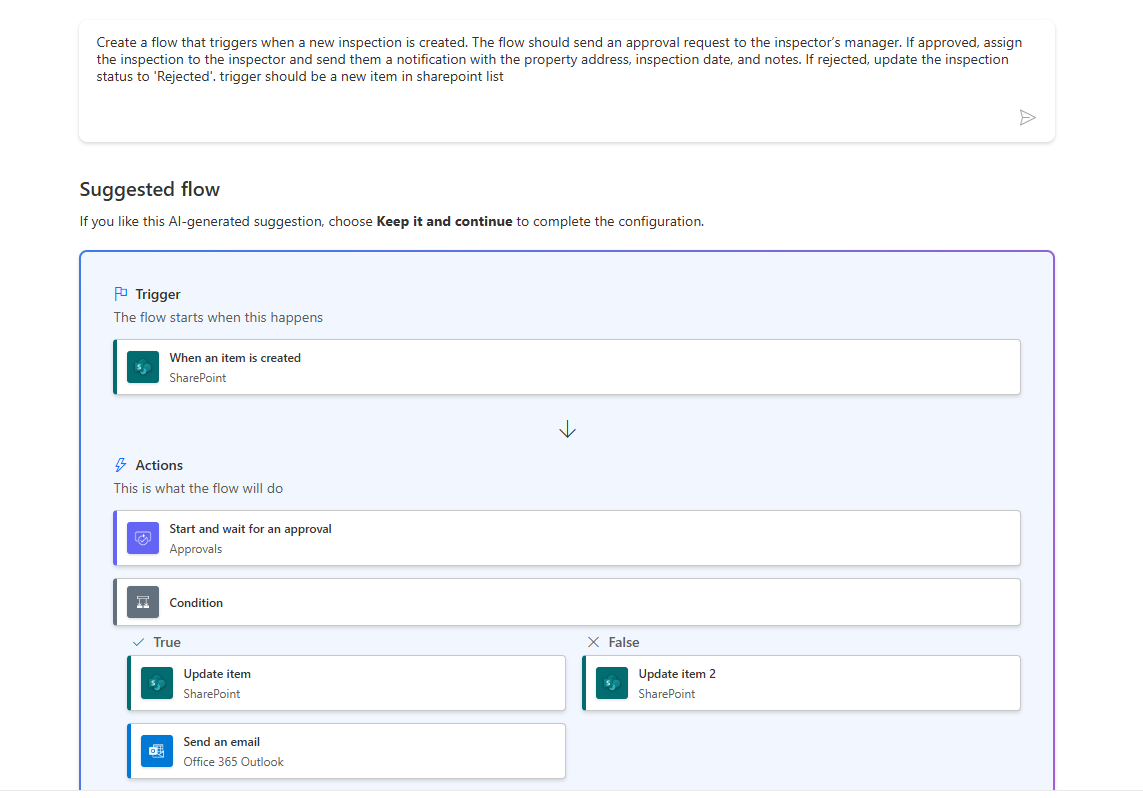 Create a flow that triggers when a new inspection is created. The flow should send an approval request to the inspector’s manager. If approved, assign
the inspection to the inspector and send them a notification with the property address, inspection date, and notes. If rejected, update the inspection
status to 'Rejected'. trigger should be a new item in sharepoint list
Suggested flow
If you like this AI-generated suggestion, choose Keep it and continue to complete the configuration.
Trigger
The flow starts when this happens
When an item is created
SharePoint
Actions
This is what the flow will do
Start and wait for an approval
Approvals
Condition
True
False
Update item
SharePoint
Update item 2
SharePoint
Send an email
Office 365 Outlook